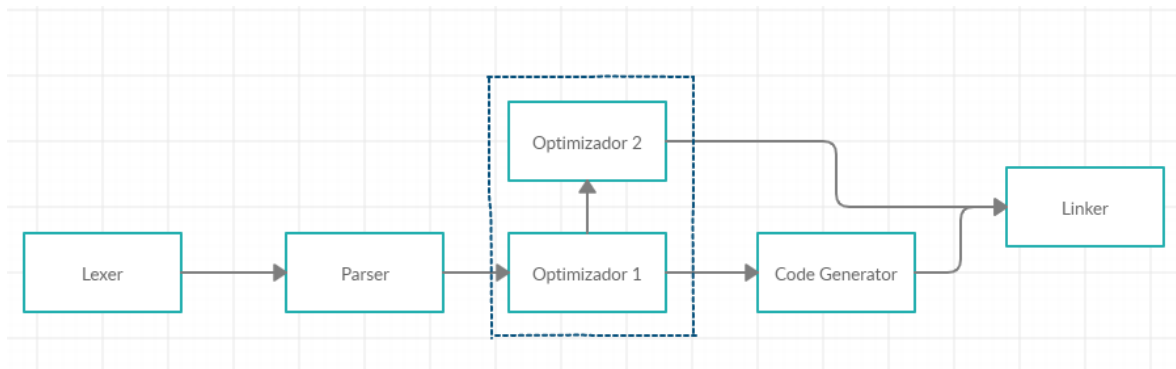 Optimizador 2
Linker
Lexer
Parser
Optimizador 1
Code Generator